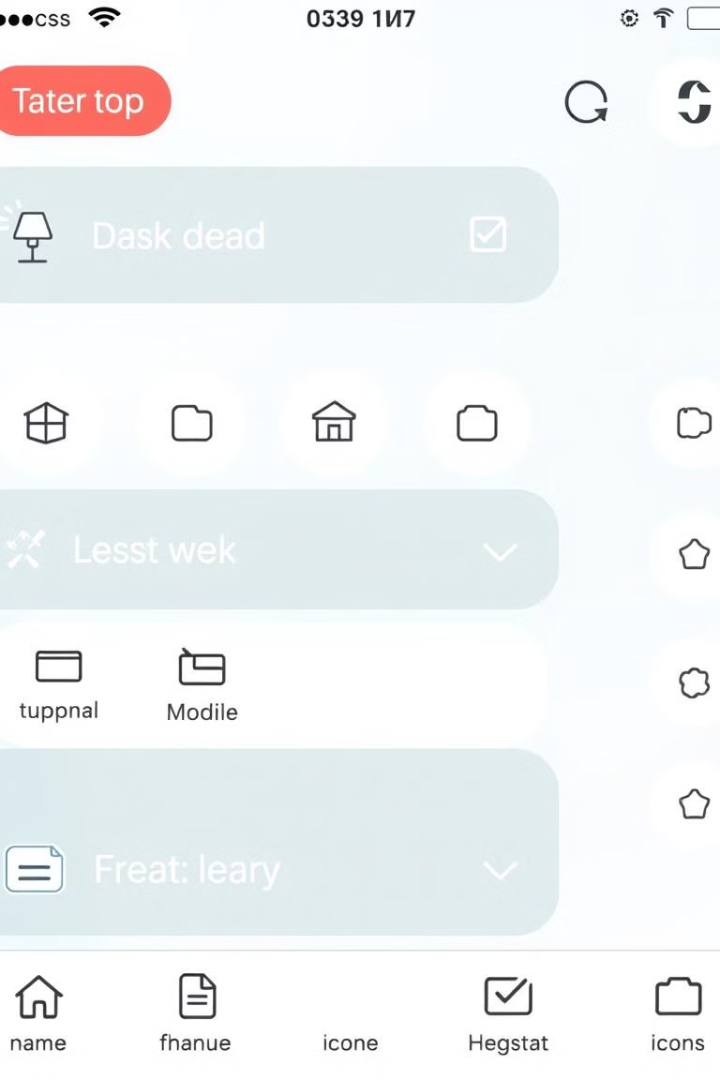 css
0339 1И7
Tater top
Dask dead
Lesst wek
tuppnal Modile
Freat: leary
name fhanue icone Hegstat icons